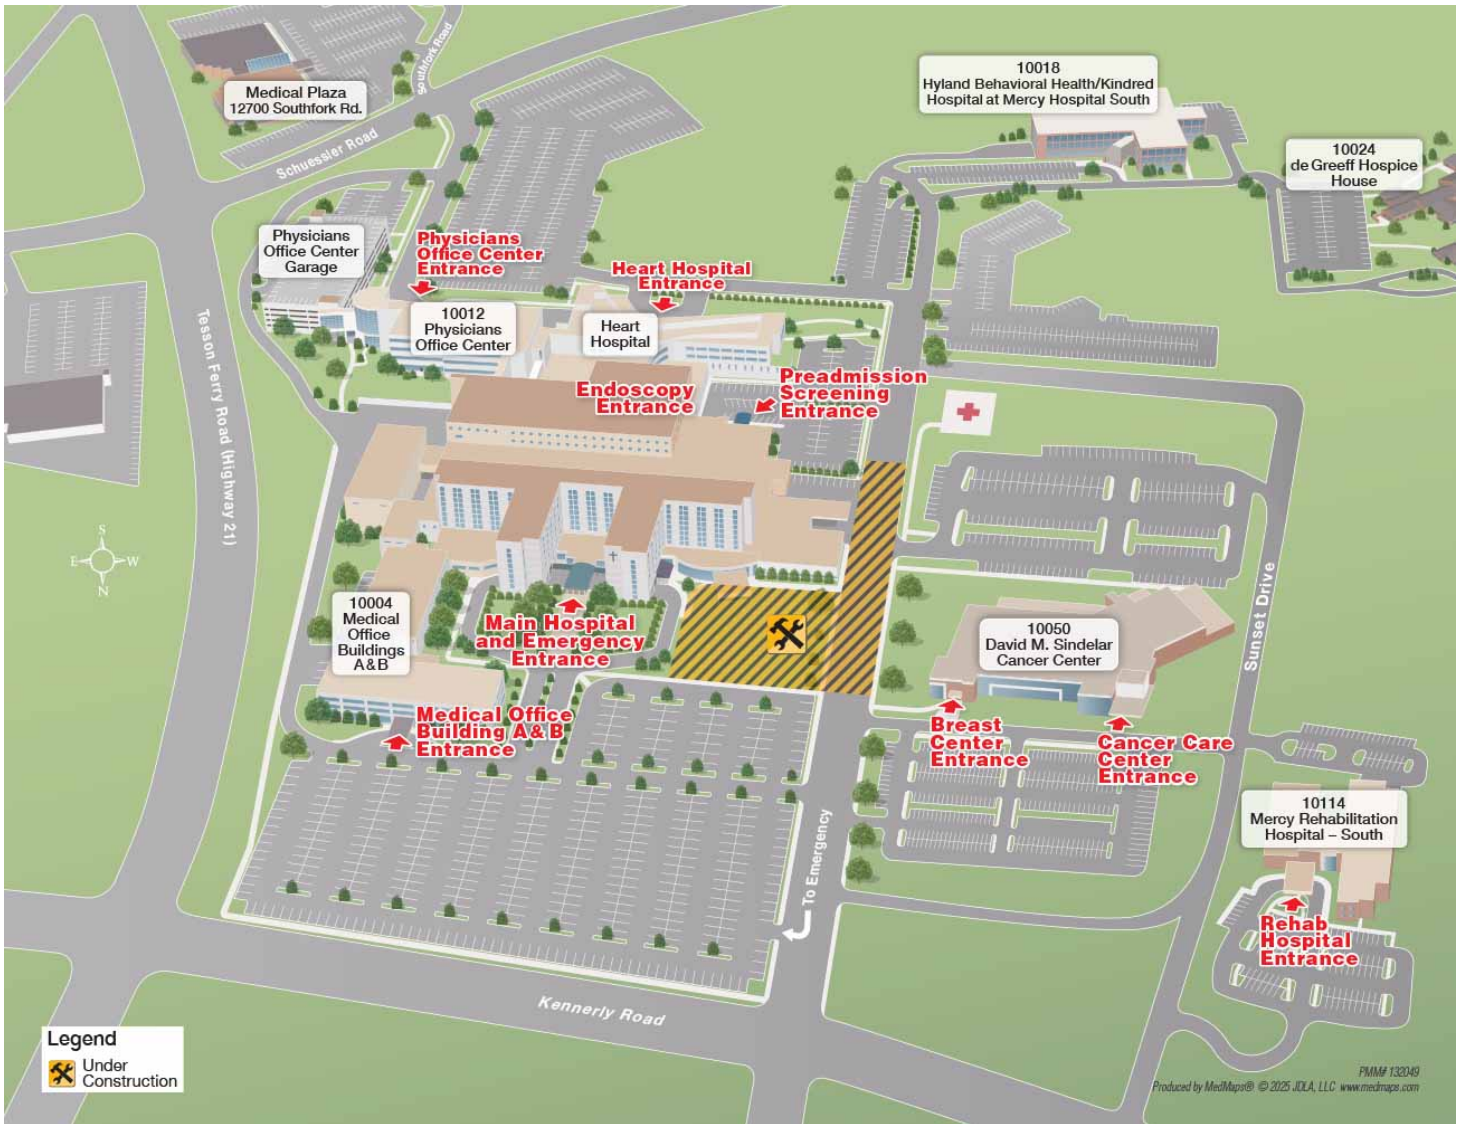 Southfork Road
Medical Plaza
12700 Southfork Rd.
Schuessler Road
10018
Hyland Behavioral Health/Kindred
Hospital at Mercy Hospital South
10024
de Greeff Hospice
House
Physicians
Office Center
Garage
Physicians
Office Center
Entrance
Heart Hospital
Entrance
10012
Physicians
Office Center
Heart
Hospital
Tesson Ferry Road (Highway 21)
Endoscopy
Entrance
Preadmission
Screening
Entrance
S
E
W
N
10004
Medical
Office
Buildings
A & B
Main Hospital
and Emergency
Entrance
10050
David M. Sindelar
Cancer Center
Sunset Drive
Medical Office
Building A & B
Entrance
Breast
Center
Entrance
Cancer Care
Center
Entrance
10114
Mercy Rehabilitation
Hospital – South
To Emergency
Rehab
Hospital
Entrance
Kennerly Road
Legend
Under
Construction
PMM# 132049
Produced by MedMaps® © 2025 JDLA, LLC www.medmaps.com